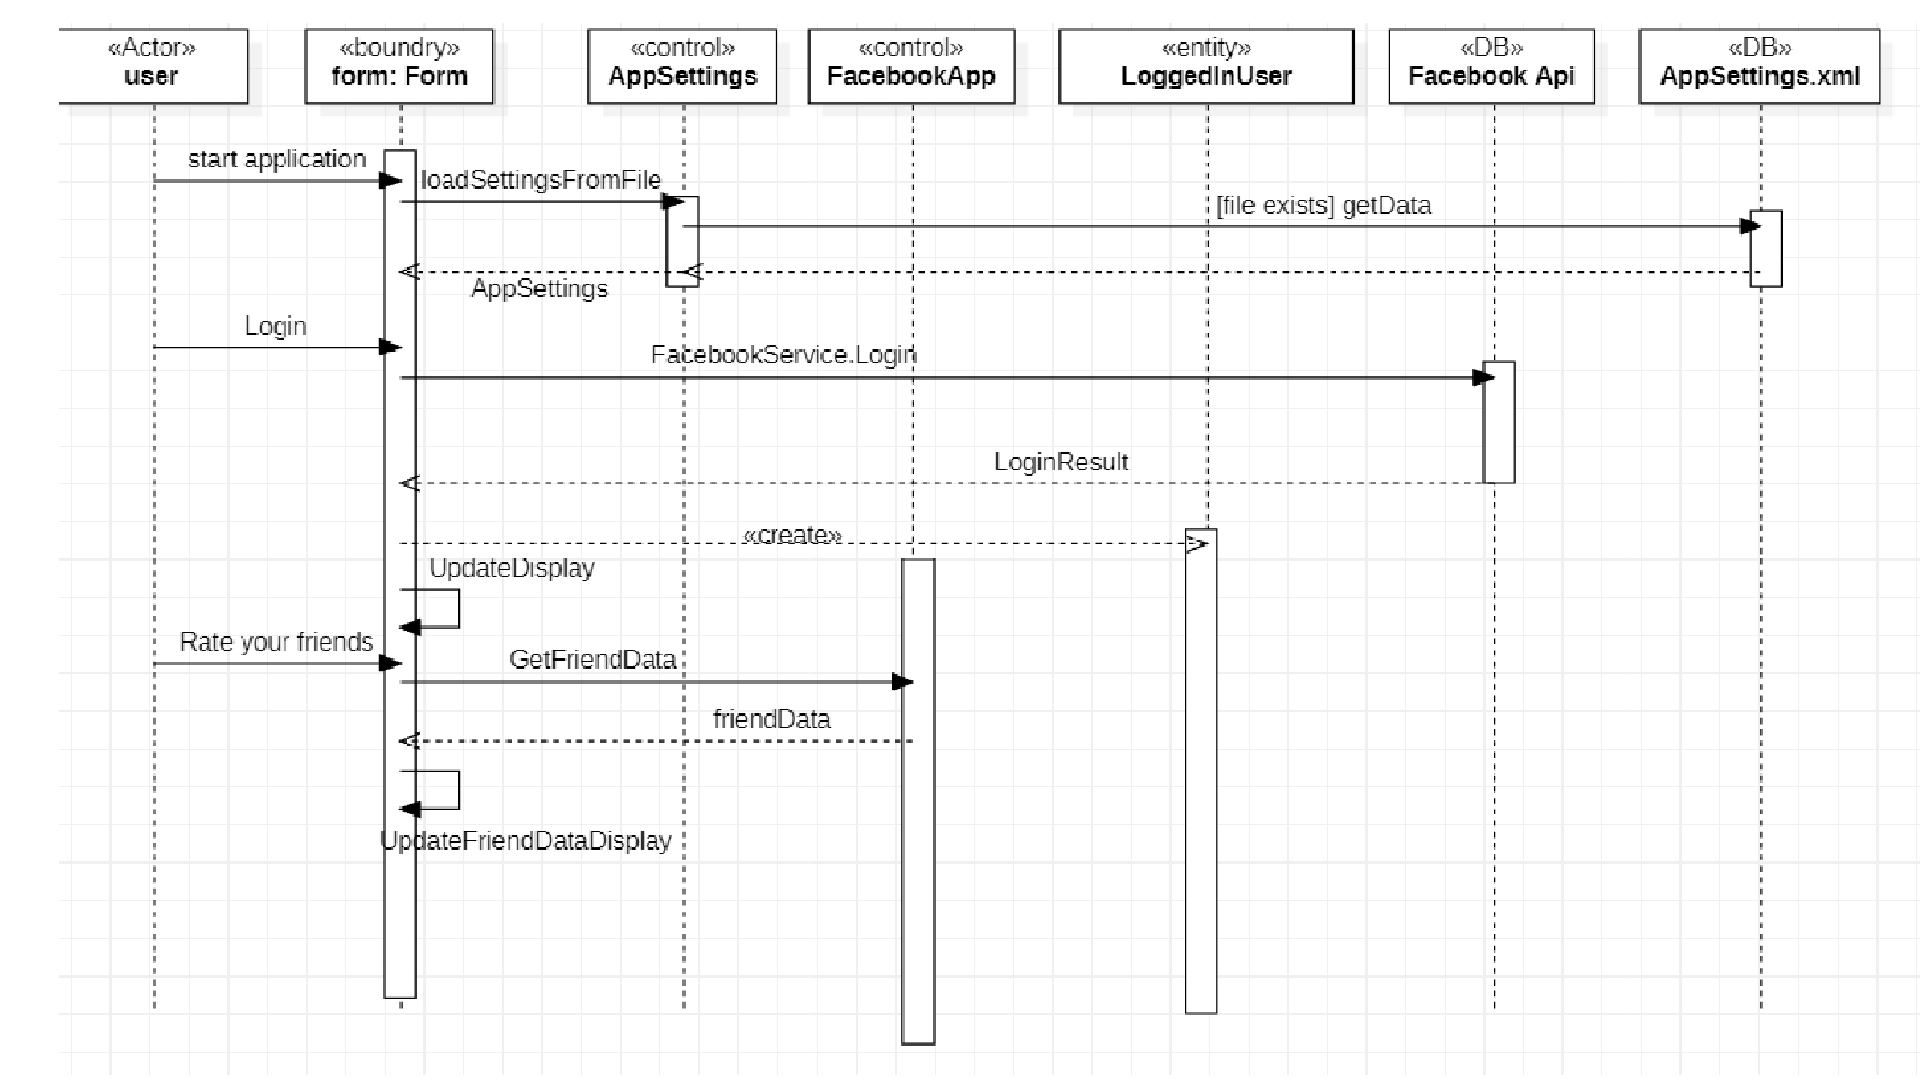 «Actor»
user
«boundry»
form: Form
«control»
AppSettings
«control»
FacebookApp
«entity»
LoggedInUser
«DB»
Facebook Api
«DB»
AppSettings.xml
start application
loadSettingsFromFile
[file exists] getData
AppSettings
Login
FacebookService.Login
LoginResult
«create»
UpdateDisplay
Rate your friends
GetFriendData
friendData
UpdateFriendDataDisplay